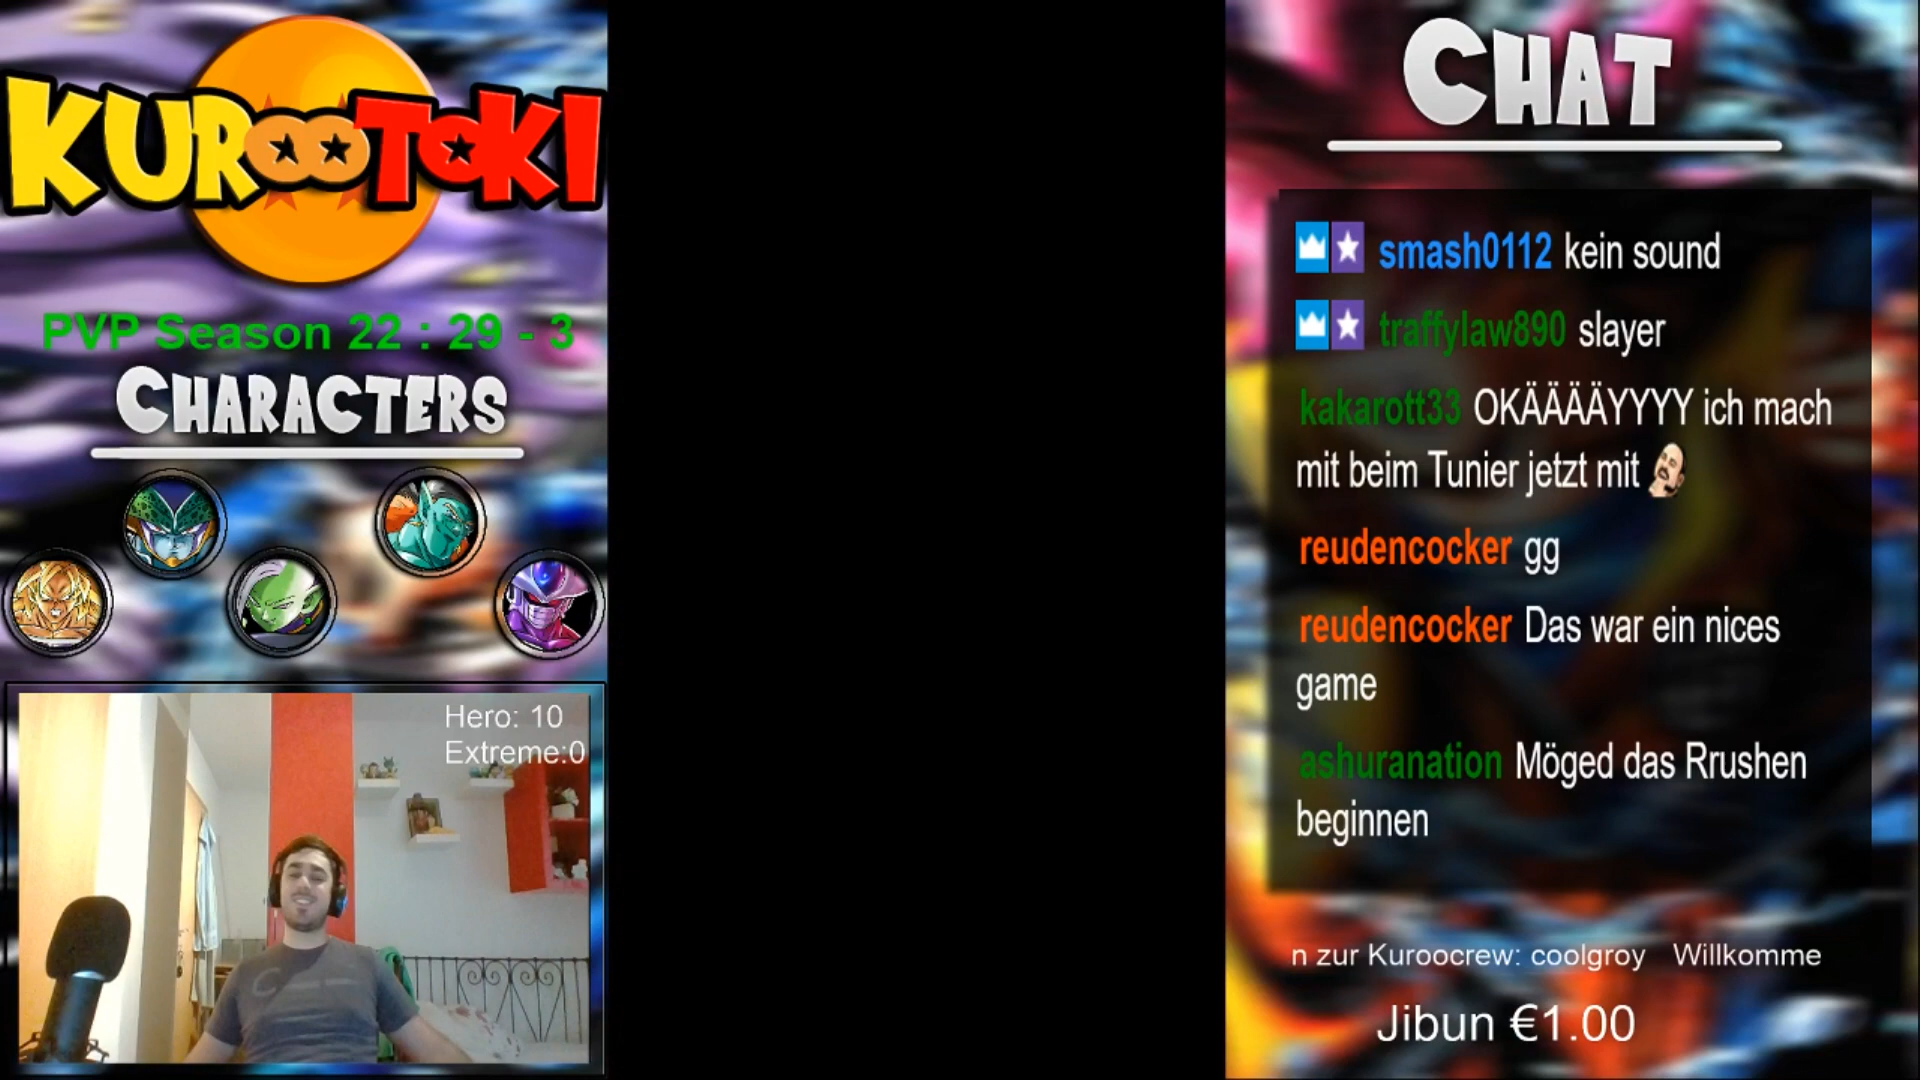 KUROOTOKI
PVP Season 22 : 29 - 3
CHARACTERS
Hero: 10
Extreme:0
CHAT
smash0112 kein sound
traffylaw890 slayer
kakarott33 OKÄÄÄÄYYYY ich mach
mit beim Tunier jetzt mit
reudencocker gg
reudencocker Das war ein nices
game
ashuranation Möged das Rrushen
beginnen
n zur Kuroocrew: coolgroy Willkomme
Jibun €1.00